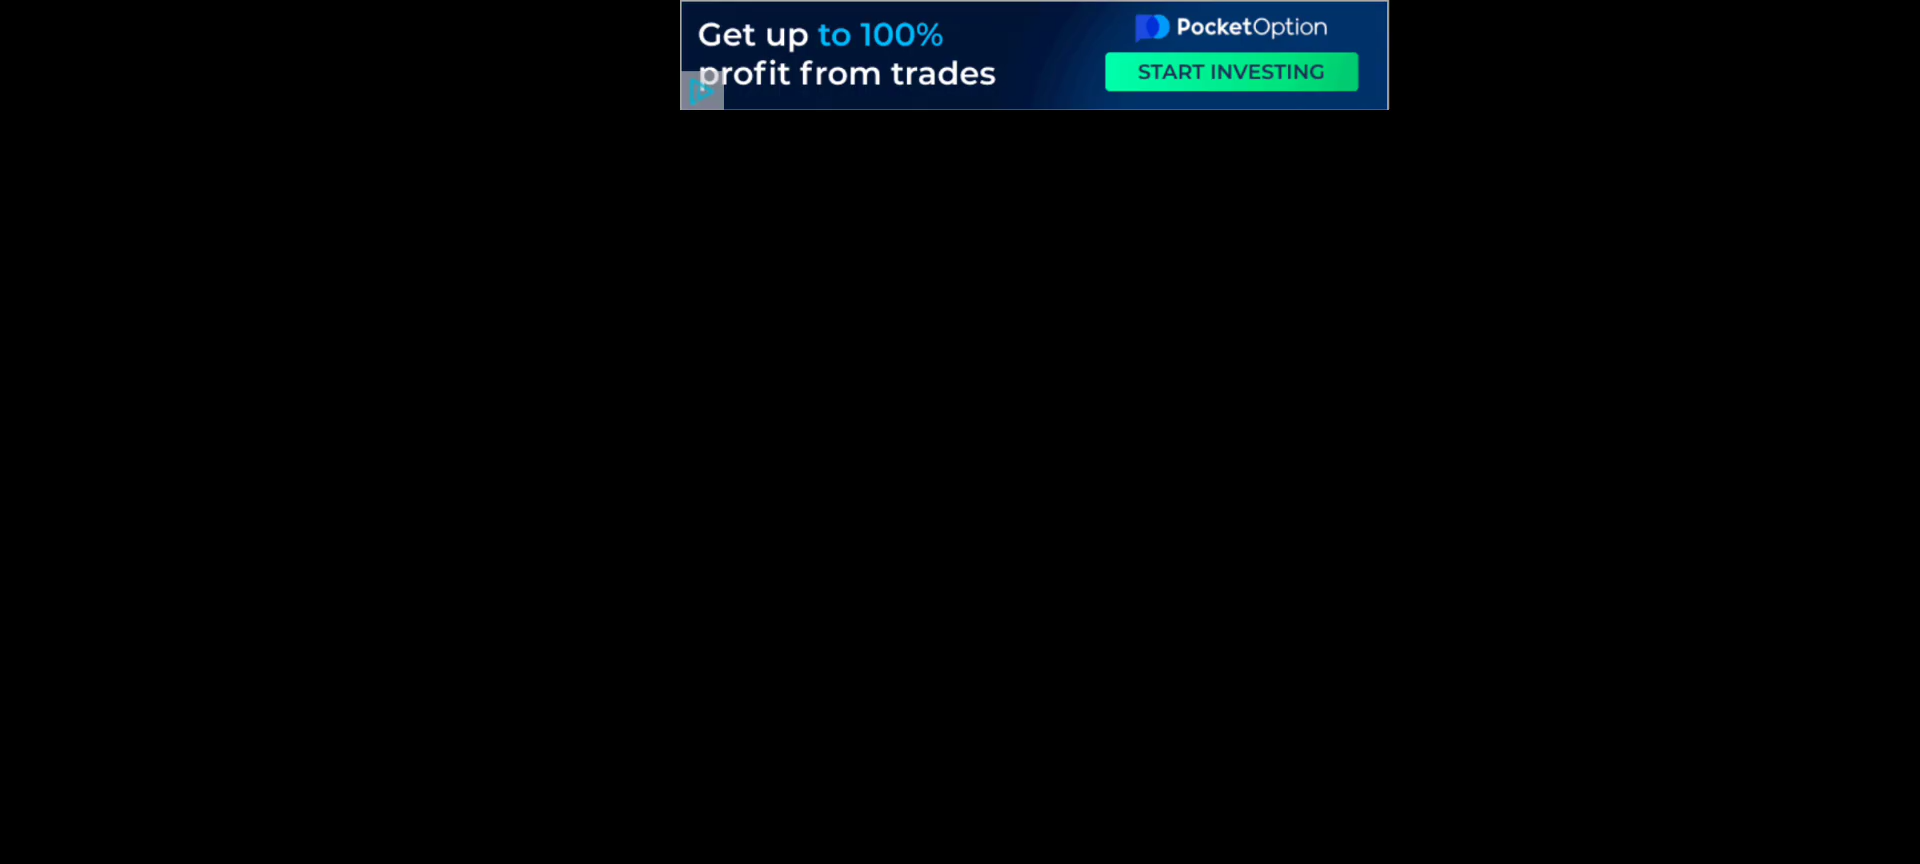 Get up to 100%
profit from trades
PocketOption
START INVESTING